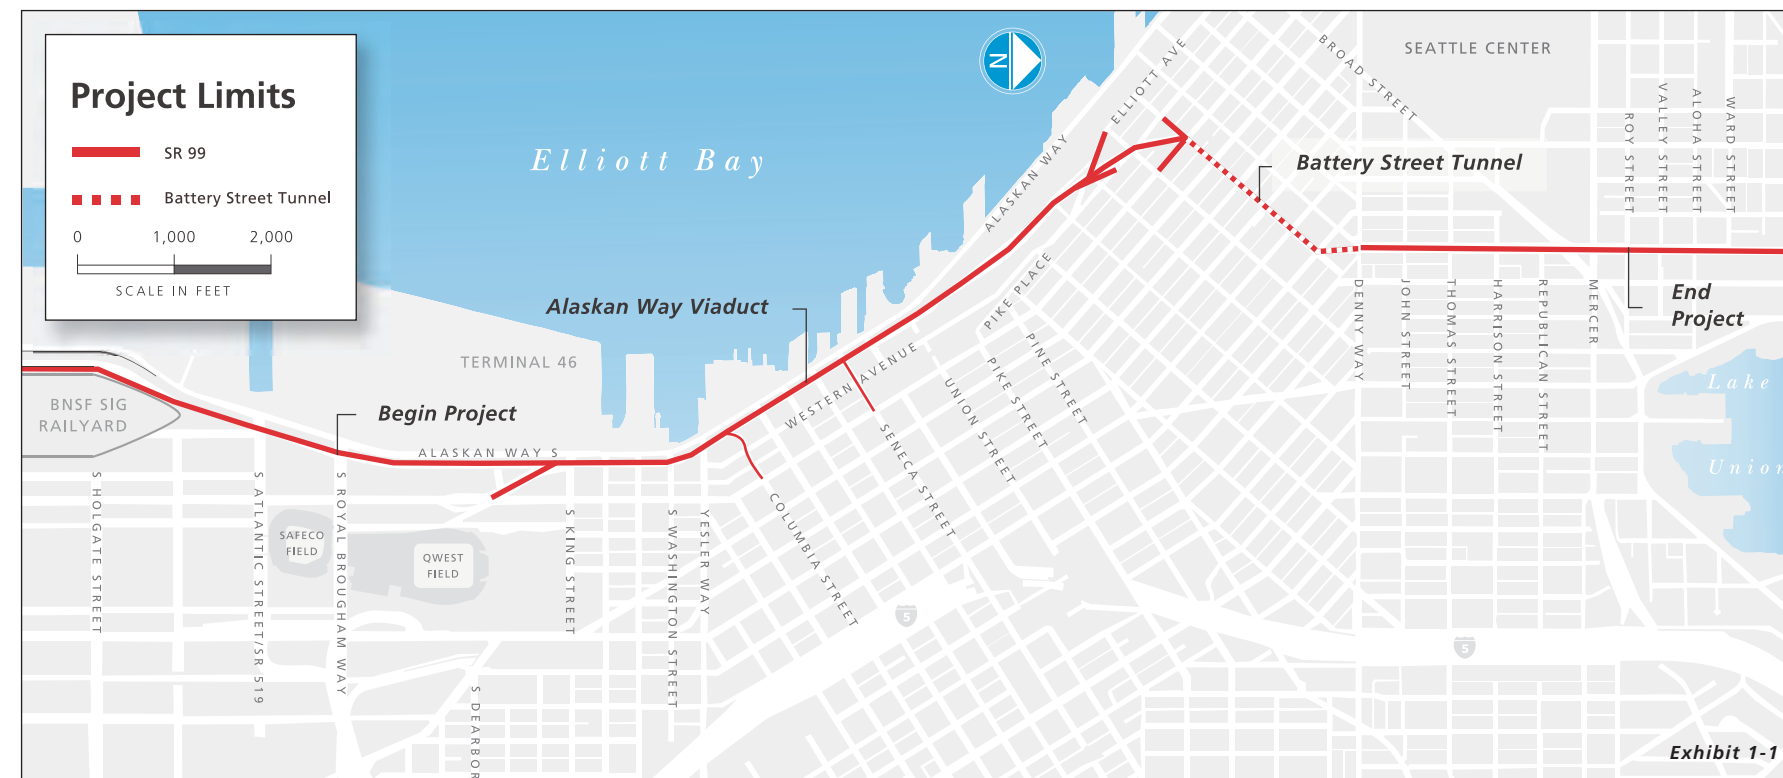 Project Limits
SR 99
Battery Street Tunnel
0 1,000 2,000
SCALE IN FEET
N
Elliott Bay
SEATTLE CENTER
BROAD STREET
ELLIOTT AVE
ALASKAN WAY
Battery Street Tunnel
ROY STREET
VALLEY STREET
ALOHA STREET
WARD STREET
Alaskan Way Viaduct
PIKE PLACE
WESTERN AVENUE
PINE STREET
PIKE STREET
UNION STREET
SENECA STREET
COLUMBIA STREET
DENNY WAY
JOHN STREET
THOMAS STREET
HARRISON STREET
REPUBLICAN STREET
MERCER
End
Project
Lake
Union
TERMINAL 46
BNSF SIG
RAILYARD
Begin Project
ALASKAN WAY S
S HOLGATE STREET
S ATLANTIC STREET/SR 519
S ROYAL BROUGHAM WAY
SAFECO
FIELD
QWEST
FIELD
S KING STREET
S WASHINGTON STREET
YESLER WAY
S DEARBOR
5
5
Exhibit 1-1